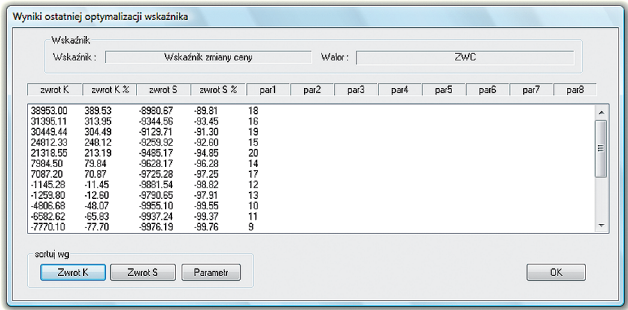 Wyniki ostatniej optymalizacji wskaźnika
Wskaźnik
Wskaźnik : Wskaźnik zmiany ceny Walor : ZWC
zwrot K zwrot K % zwrot S zwrot S % par1 par2 par3 par4 par5 par6 par7 par8
38953.00 389.53 -8980.67 -89.81 18
31395.11 313.95 -9344.56 -93.45 16
30449.44 304.49 -9129.71 -91.30 19
24812.33 248.12 -9259.92 -92.60 15
21318.55 213.19 -9485.17 -94.85 20
7984.50 79.84 -9628.17 -96.28 14
7087.20 70.87 -9725.28 -97.25 17
-1145.28 -11.45 -9881.54 -98.82 12
-1259.80 -12.60 -9790.65 -97.91 13
-4806.68 -48.07 -9955.10 -99.55 10
-6582.62 -65.83 -9937.24 -99.37 11
-7770.10 -77.70 -9976.19 -99.76 9
sortuj wg
Zwrot K Zwrot S Parametr OK